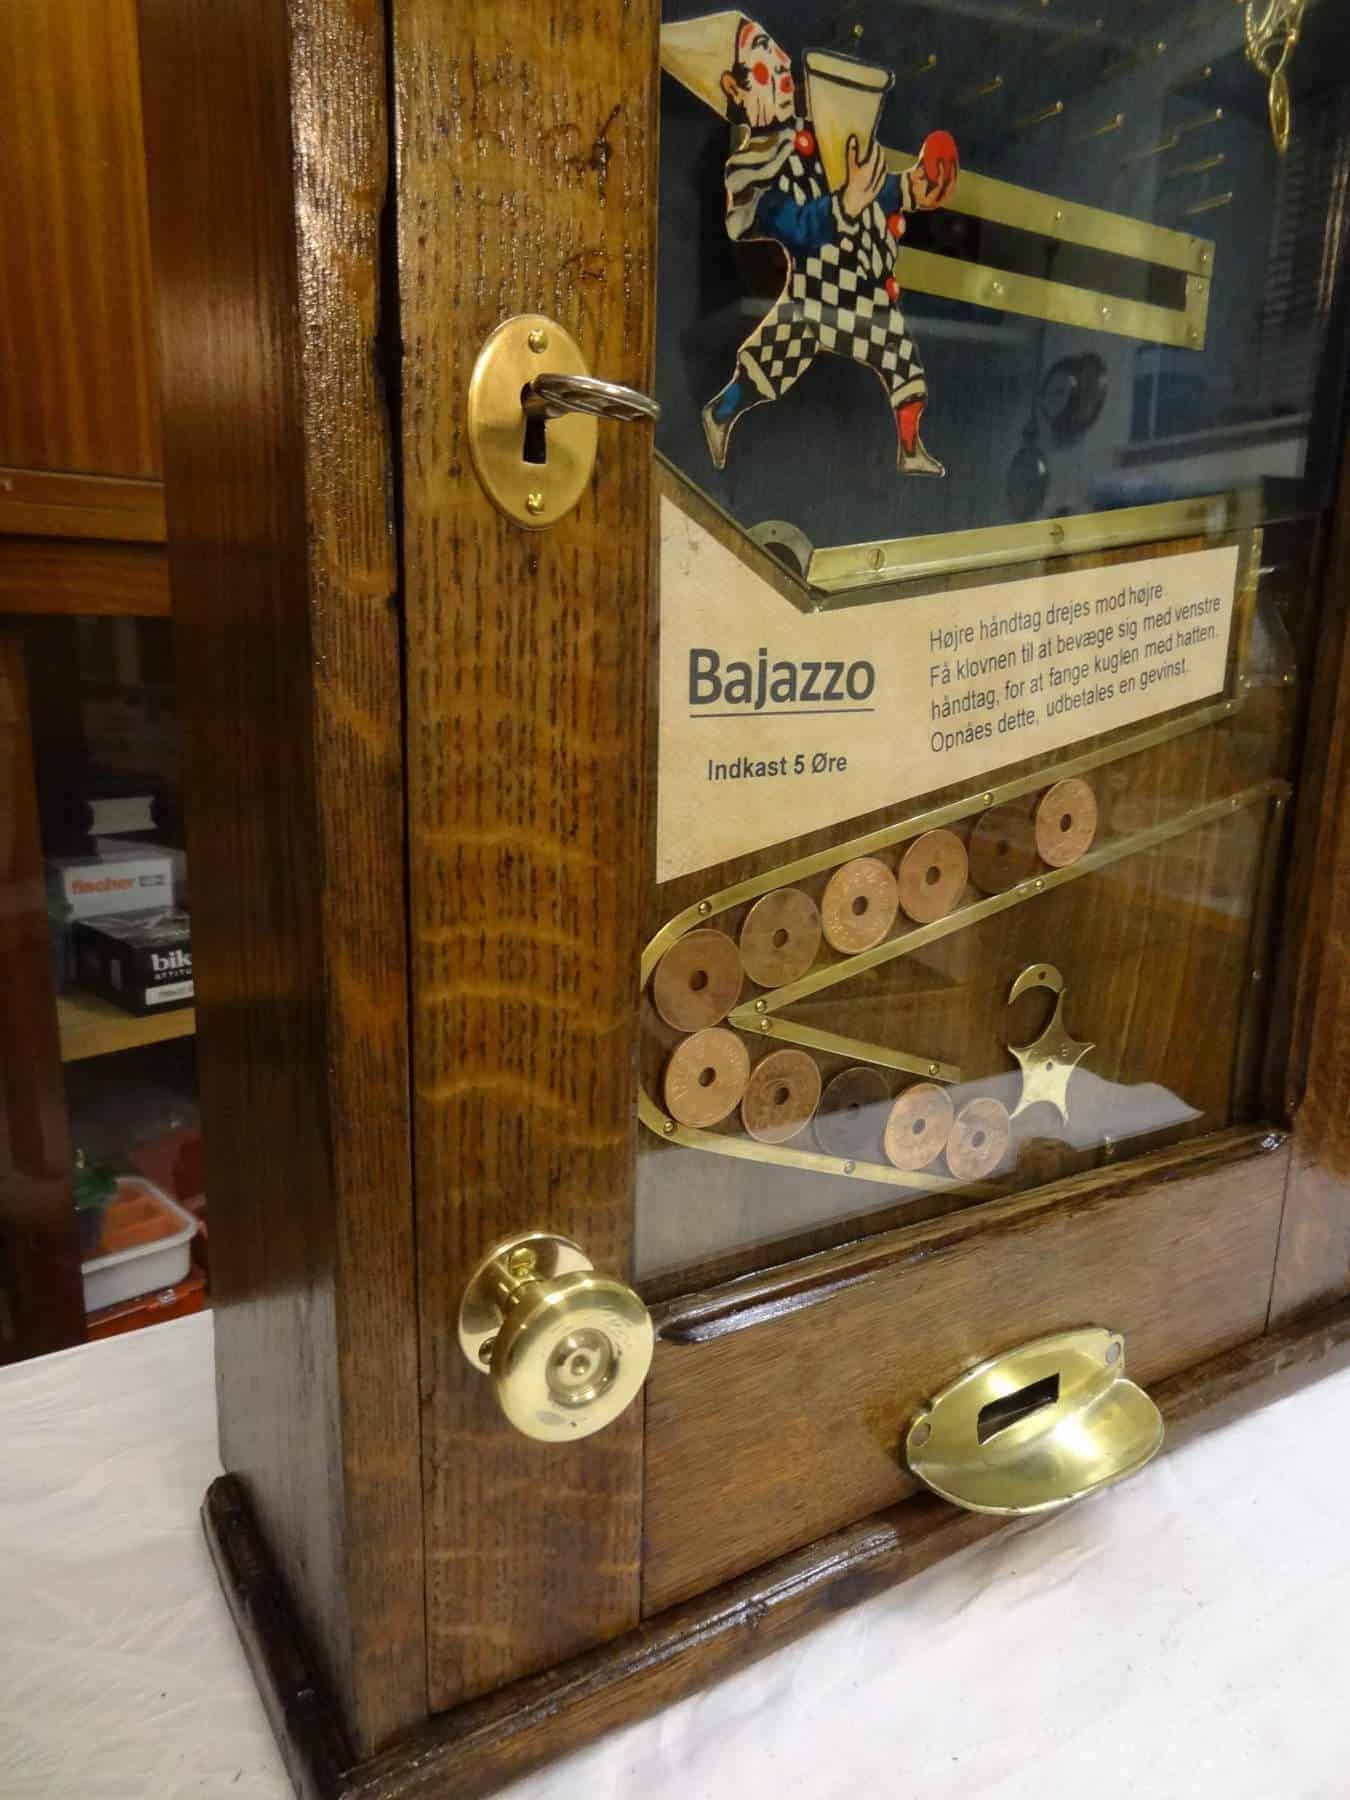 Bajazzo
Indkast 5 Øre
Højre håndtag drejes mod højre
Få klovnen til at bevæge sig med venstre
håndtag, for at fange kuglen med hatten.
Opnåes dette, udbetales en gevinst.
fischer
bik